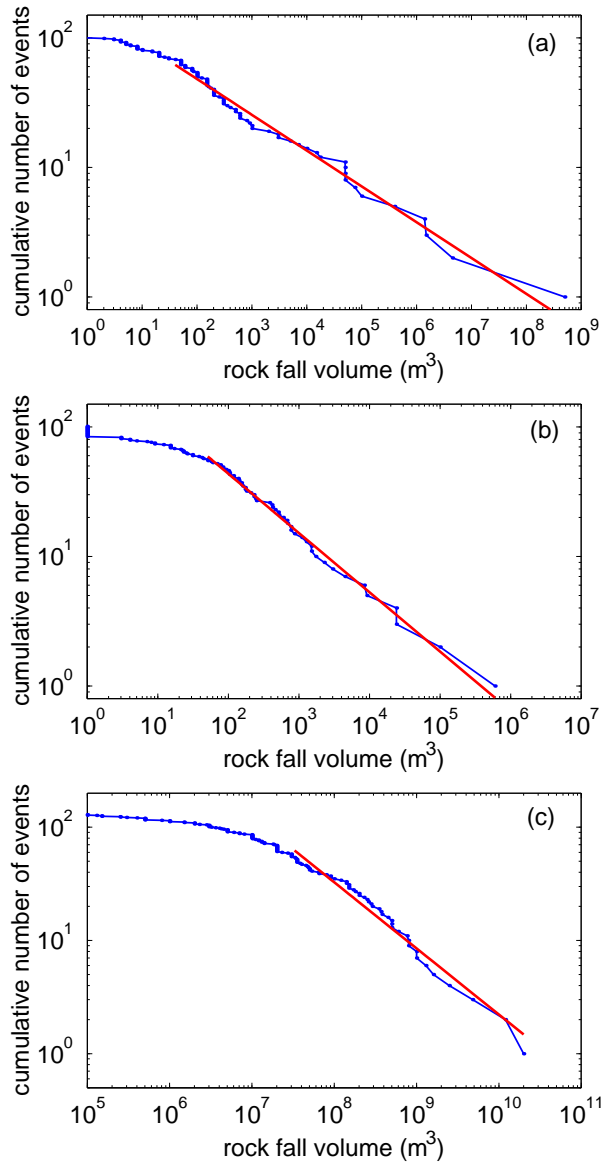 cumulative number of events
(a)
10²
10¹
10⁰
10⁰ 10¹ 10² 10³ 10⁴ 10⁵ 10⁶ 10⁷ 10⁸ 10⁹
rock fall volume (m³)
cumulative number of events
(b)
10²
10¹
10⁰
10⁰ 10¹ 10² 10³ 10⁴ 10⁵ 10⁶ 10⁷
rock fall volume (m³)
cumulative number of events
(c)
10²
10¹
10⁰
10⁵ 10⁶ 10⁷ 10⁸ 10⁹ 10¹⁰ 10¹¹
rock fall volume (m³)